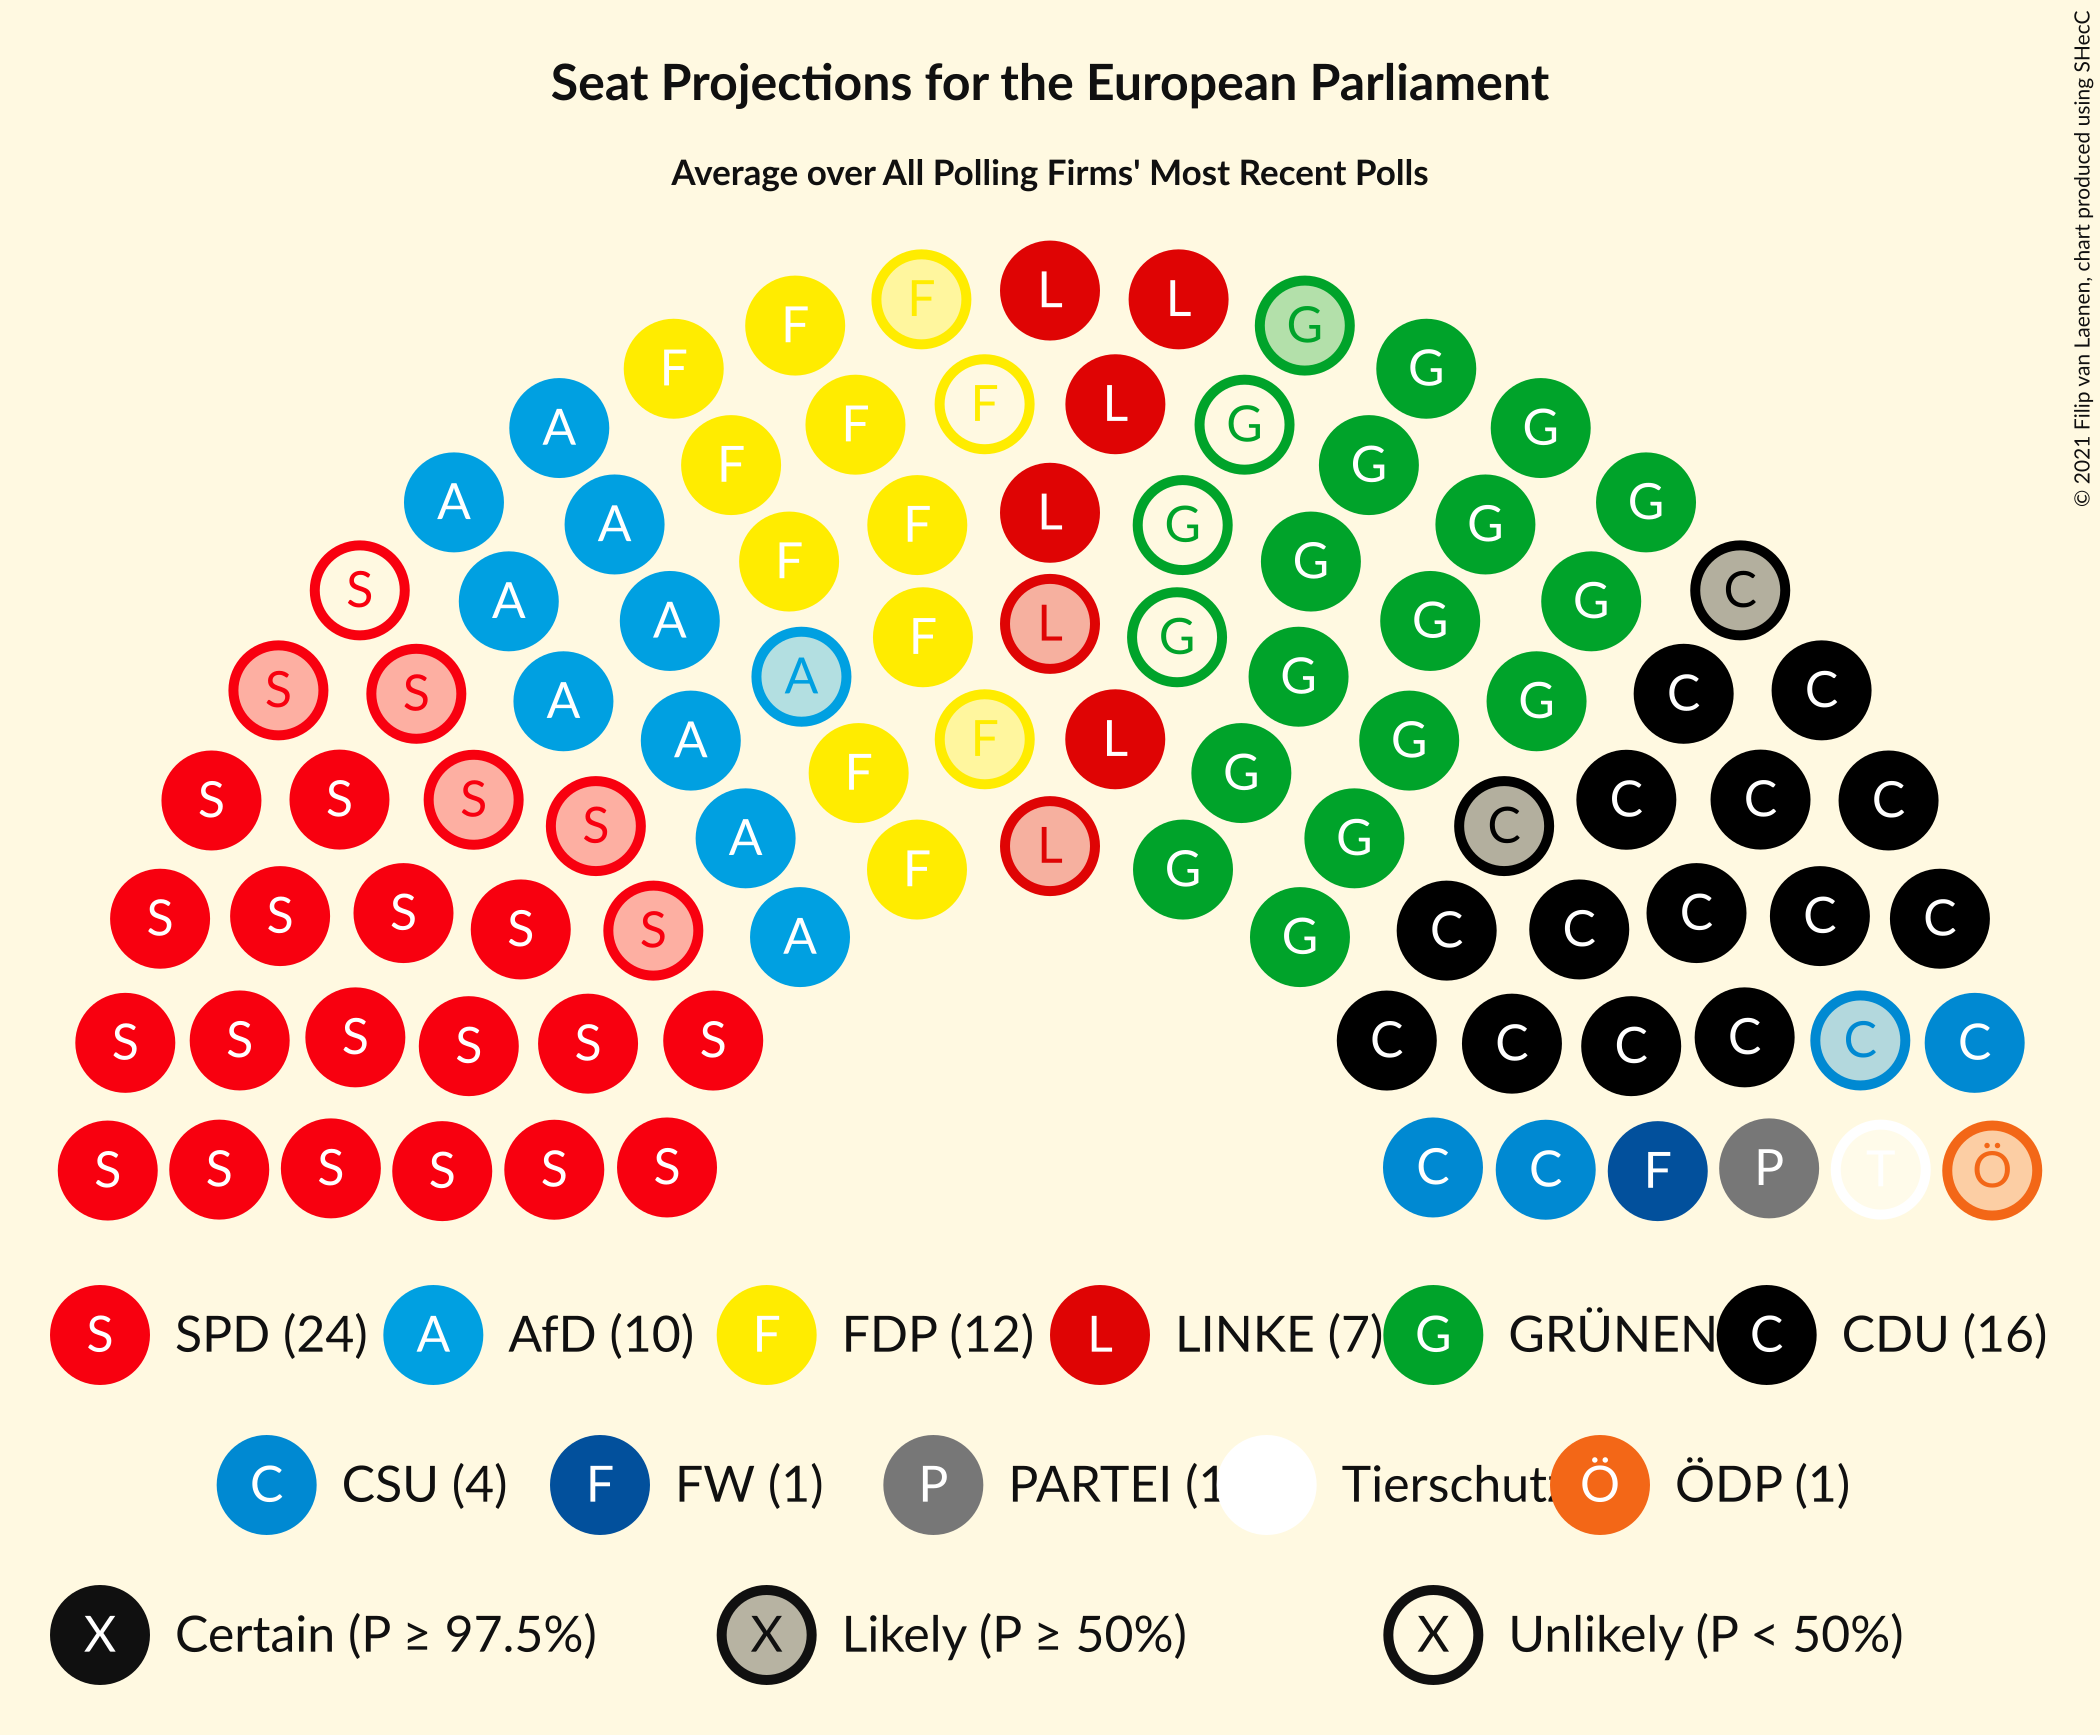 Seat Projections for the European Parliament
Average over All Polling Firms' Most Recent Polls
© 2021 Filip van Laenen, chart produced using SHecC
L
F L
F G
F G
F L
A F G
F G
A L G
F G
A A F G G
S A F L G G C
A F G G
A G
S L
S F G C
A A G G C
A F G
F L G
S S S F G C C C
S A G C
L
F G
S S S S S A G C C C C C
S S S S S S C C C C C C
S S S S S S C C F P T Ö
S SPD (24) A AfD (10) F FDP (12) L LINKE (7) G GRÜNEN C CDU (16)
C CSU (4) F FW (1) P PARTEI (1 Tierschutz Ö ÖDP (1)
X Certain (P ≥ 97.5%) X Likely (P ≥ 50%) X Unlikely (P < 50%)